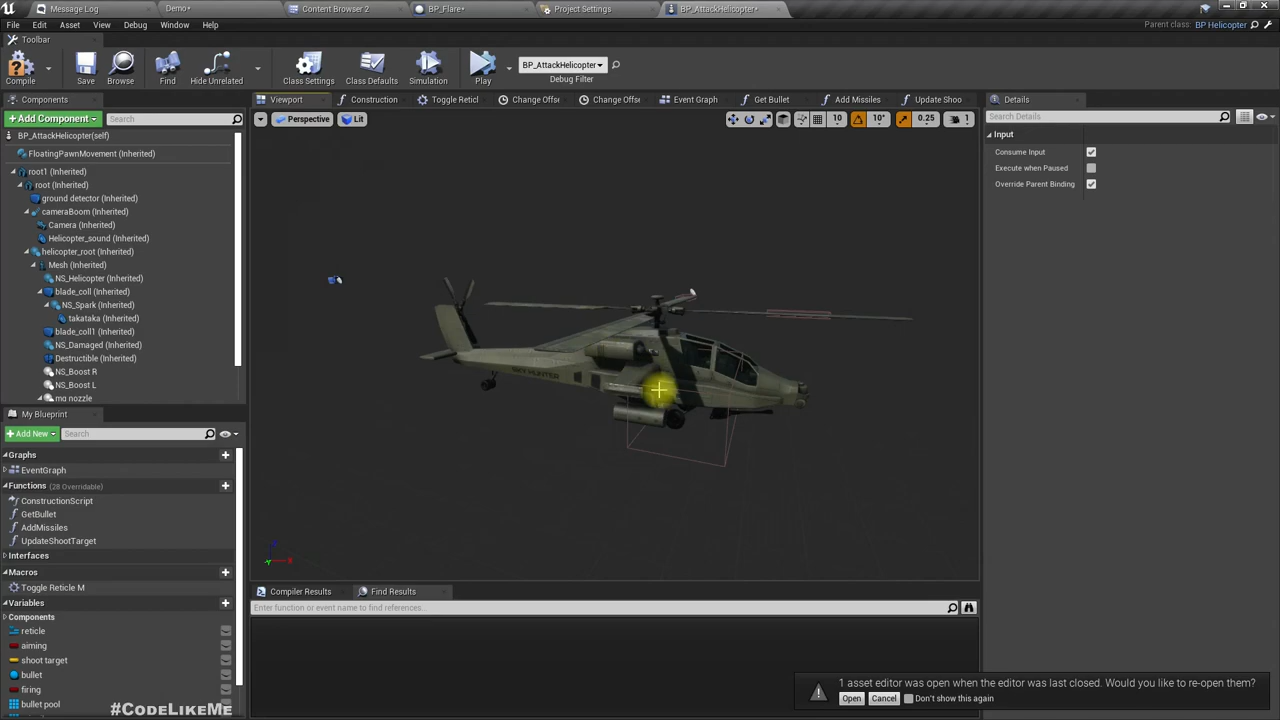 Message Log
Demo•
Content Browser 2
BP_Flare•
Project Settings
BP_AttackHelicopter•
File Edit Asset View Debug Window Help
Parent class: BP Helicopter
Toolbar
Compile
Save
Browse
Find
Hide Unrelated
Class Settings
Class Defaults
Simulation
Play
BP_AttackHelicopter
Debug Filter
Components
+ Add Component
Search
BP_AttackHelicopter(self)
FloatingPawnMovement (Inherited)
root1 (Inherited)
root (Inherited)
ground detector (Inherited)
cameraBoom (Inherited)
Camera (Inherited)
Helicopter_sound (Inherited)
helicopter_root (Inherited)
Mesh (Inherited)
NS_Helicopter (Inherited)
blade_coll (Inherited)
NS_Spark (Inherited)
takataka (Inherited)
blade_coll1 (Inherited)
NS_Damaged (Inherited)
Destructible (Inherited)
NS_Boost R
NS_Boost L
mg nozzle
Viewport
Construction
Toggle Reticl
Change Offse
Change Offse
Event Graph
Get Bullet
Add Missiles
Update Shoo
Perspective
Lit
10
10°
0.25
1
SKY HUNTER
Details
Search Details
Input
Consume Input
Execute when Paused
Override Parent Binding
My Blueprint
+ Add New
Search
Graphs
EventGraph
Functions (28 Overridable)
ConstructionScript
GetBullet
AddMissiles
UpdateShootTarget
Interfaces
Macros
Toggle Reticle M
Variables
Components
reticle
aiming
shoot target
bullet
firing
bullet pool
Compiler Results
Find Results
Enter function or event name to find references...
1 asset editor was open when the editor was last closed. Would you like to re-open them?
Open
Cancel
Don't show this again
#CodeLikeMe